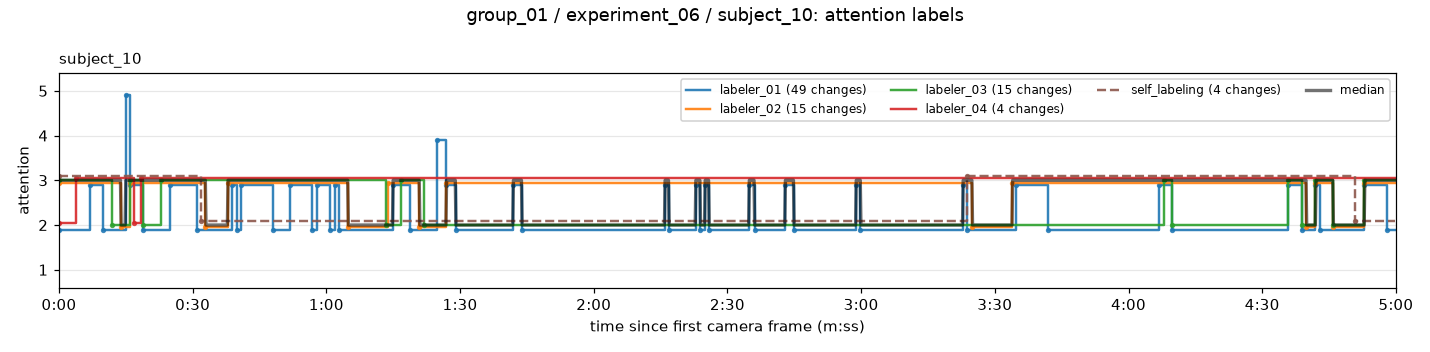 group_01 / experiment_06 / subject_10: attention labels
subject_10
labeler_01 (49 changes)
labeler_02 (15 changes)
labeler_03 (15 changes)
labeler_04 (4 changes)
self_labeling (4 changes)
median
attention
5
4
3
2
1
0:00 0:30 1:00 1:30 2:00 2:30 3:00 3:30 4:00 4:30 5:00
time since first camera frame (m:ss)